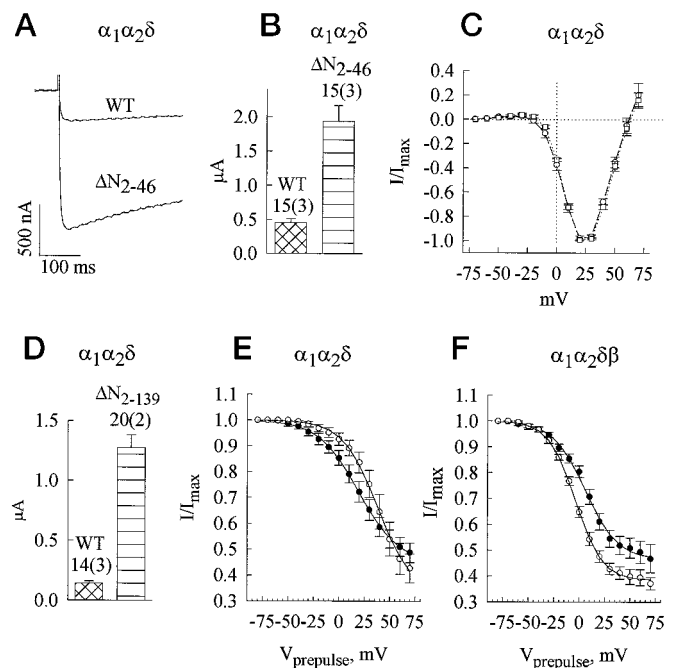 A α₁α₂δ
WT
ΔN₂₋₄₆
500 nA
100 ms
B α₁α₂δ
ΔN₂₋₄₆
15(3)
WT
15(3)
µA
2.0
1.5
1.0
0.5
0.0
C α₁α₂δ
I/Imax
0.4
0.2
0.0
-0.2
-0.4
-0.6
-0.8
-1.0
-75 -50 -25 0 25 50 75
mV
D α₁α₂δ
ΔN₂₋₁₃₉
20(2)
WT
14(3)
µA
1.5
1.0
0.5
0.0
E α₁α₂δ
I/Imax
1.1
1.0
0.9
0.8
0.7
0.6
0.5
0.4
0.3
-75 -50 -25 0 25 50 75
Vprepulse, mV
F α₁α₂δβ
I/Imax
1.1
1.0
0.9
0.8
0.7
0.6
0.5
0.4
0.3
-75 -50 -25 0 25 50 75
Vprepulse, mV